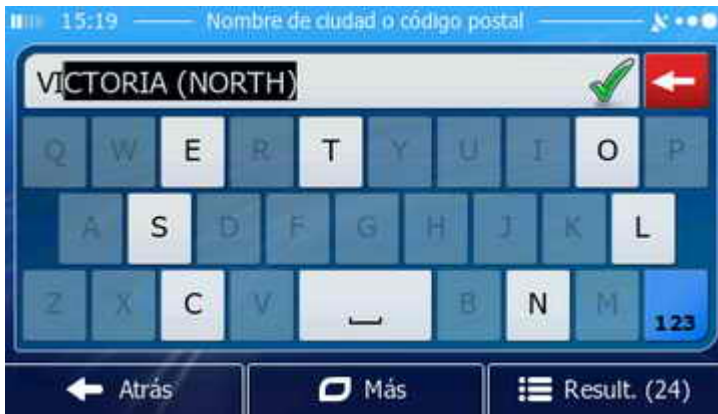 15:19 Nombre de ciudad o código postal
VICTORIA (NORTH)
Q W E R T Y U I O P
A S D F G H J K L
Z X C V B N M 123
Atrás Más Result. (24)